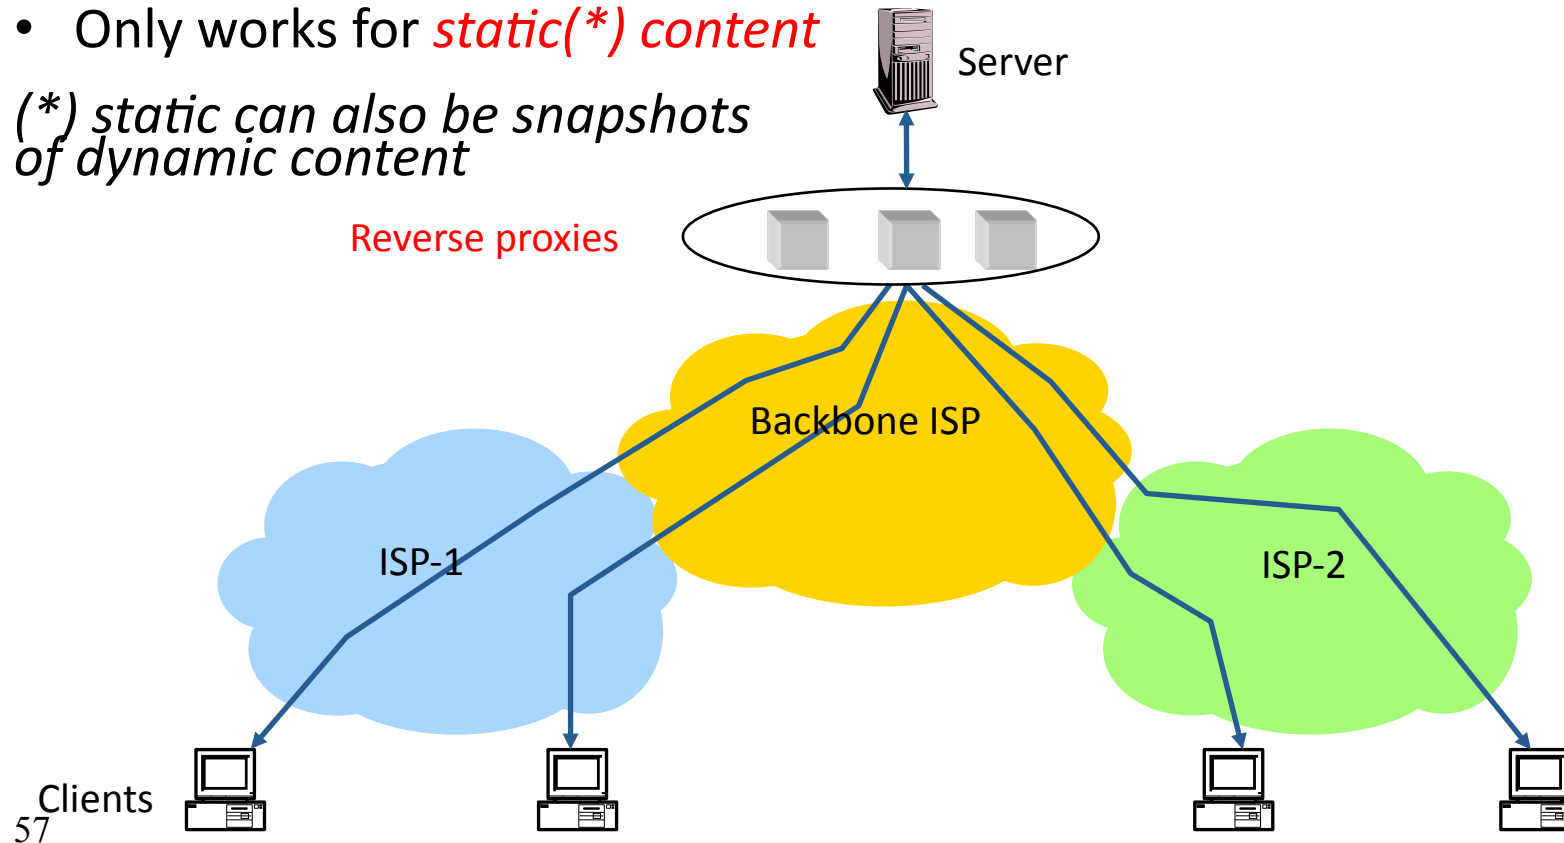 • Only works for static(*) content
(*) static can also be snapshots
of dynamic content
Server
Reverse proxies
Backbone ISP
ISP-1
ISP-2
Clients
57